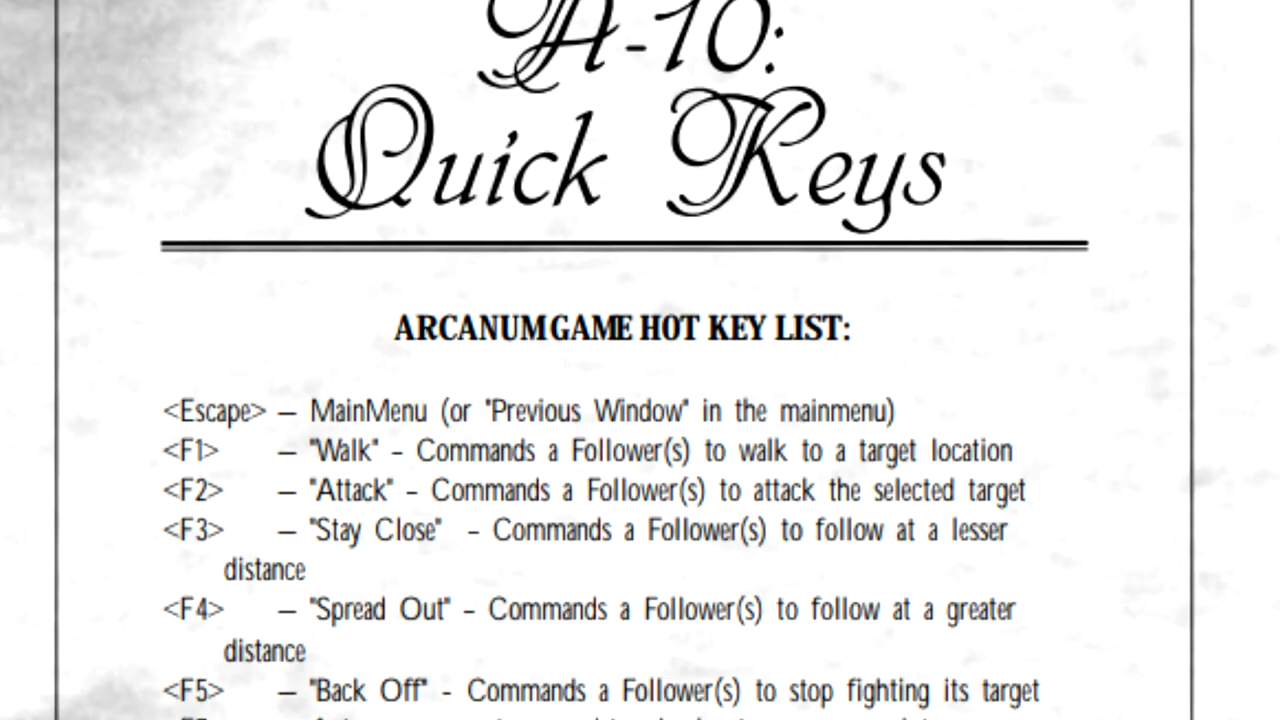 A-10:
Quick Keys
ARCANUM GAME HOT KEY LIST:
<Escape> – MainMenu (or "Previous Window" in the mainmenu)
<F1> – "Walk" – Commands a Follower(s) to walk to a target location
<F2> – "Attack" – Commands a Follower(s) to attack the selected target
<F3> – "Stay Close" – Commands a Follower(s) to follow at a lesser
distance
<F4> – "Spread Out" – Commands a Follower(s) to follow at a greater
distance
<F5> – "Back Off" - Commands a Follower(s) to stop fighting its target